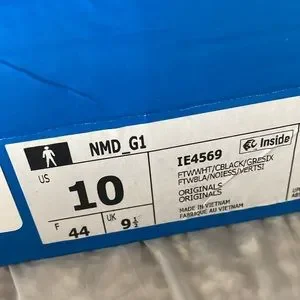 NMD_G1
US
10
F
44
UK
9½
IE4569
Inside
FTWWHT/CBLACK/GRESIX
FTWBLA/NOIESS/VERTSI
ORIGINALS
ORIGINALS
MADE IN VIETNAM
FABRIQUE AU VIETNAM